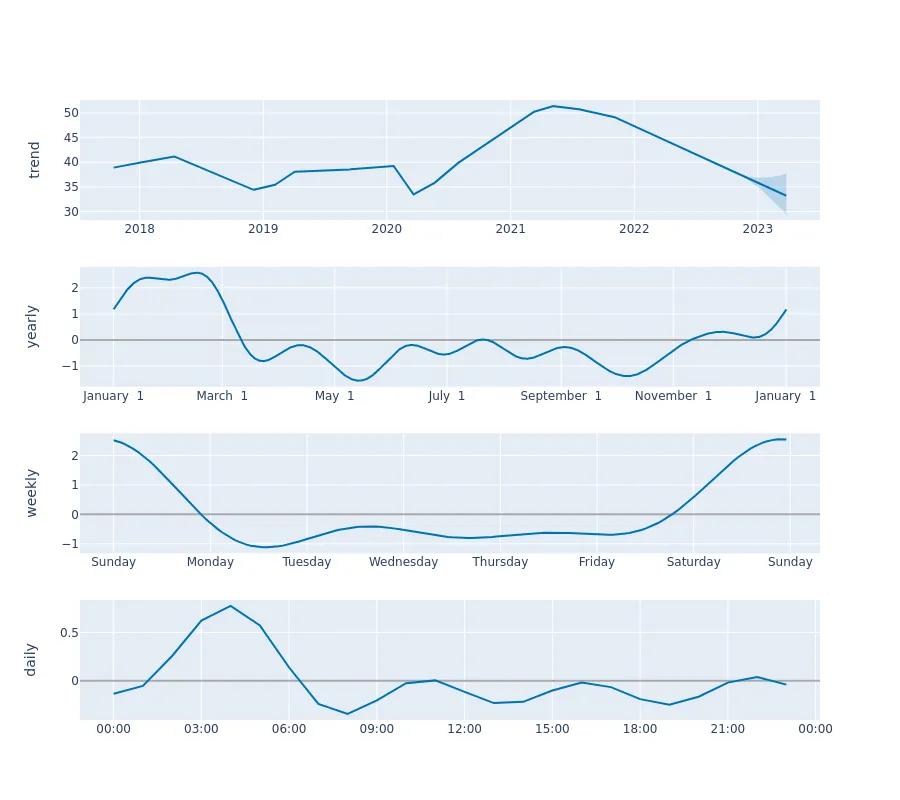 trend
50
45
40
35
30
2018 2019 2020 2021 2022 2023
yearly
2
1
0
−1
January 1 March 1 May 1 July 1 September 1 November 1 January 1
weekly
2
1
0
−1
Sunday Monday Tuesday Wednesday Thursday Friday Saturday Sunday
daily
0.5
0
00:00 03:00 06:00 09:00 12:00 15:00 18:00 21:00 00:00